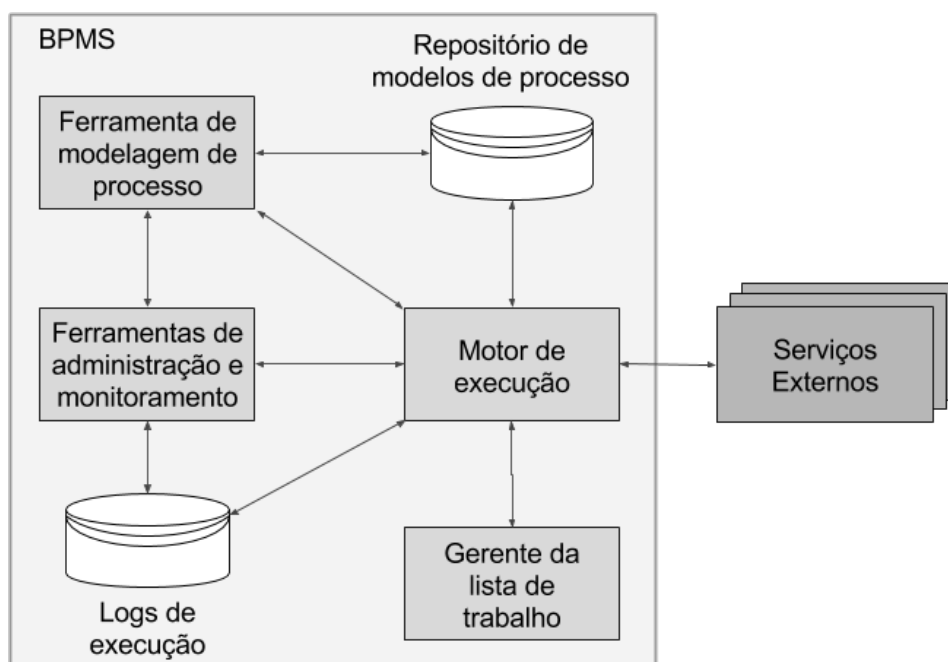 BPMS
Repositório de
modelos de processo
Ferramenta de
modelagem de
processo
Ferramentas de
administração e
monitoramento
Motor de
execução
Serviços
Externos
Logs de
execução
Gerente da
lista de
trabalho